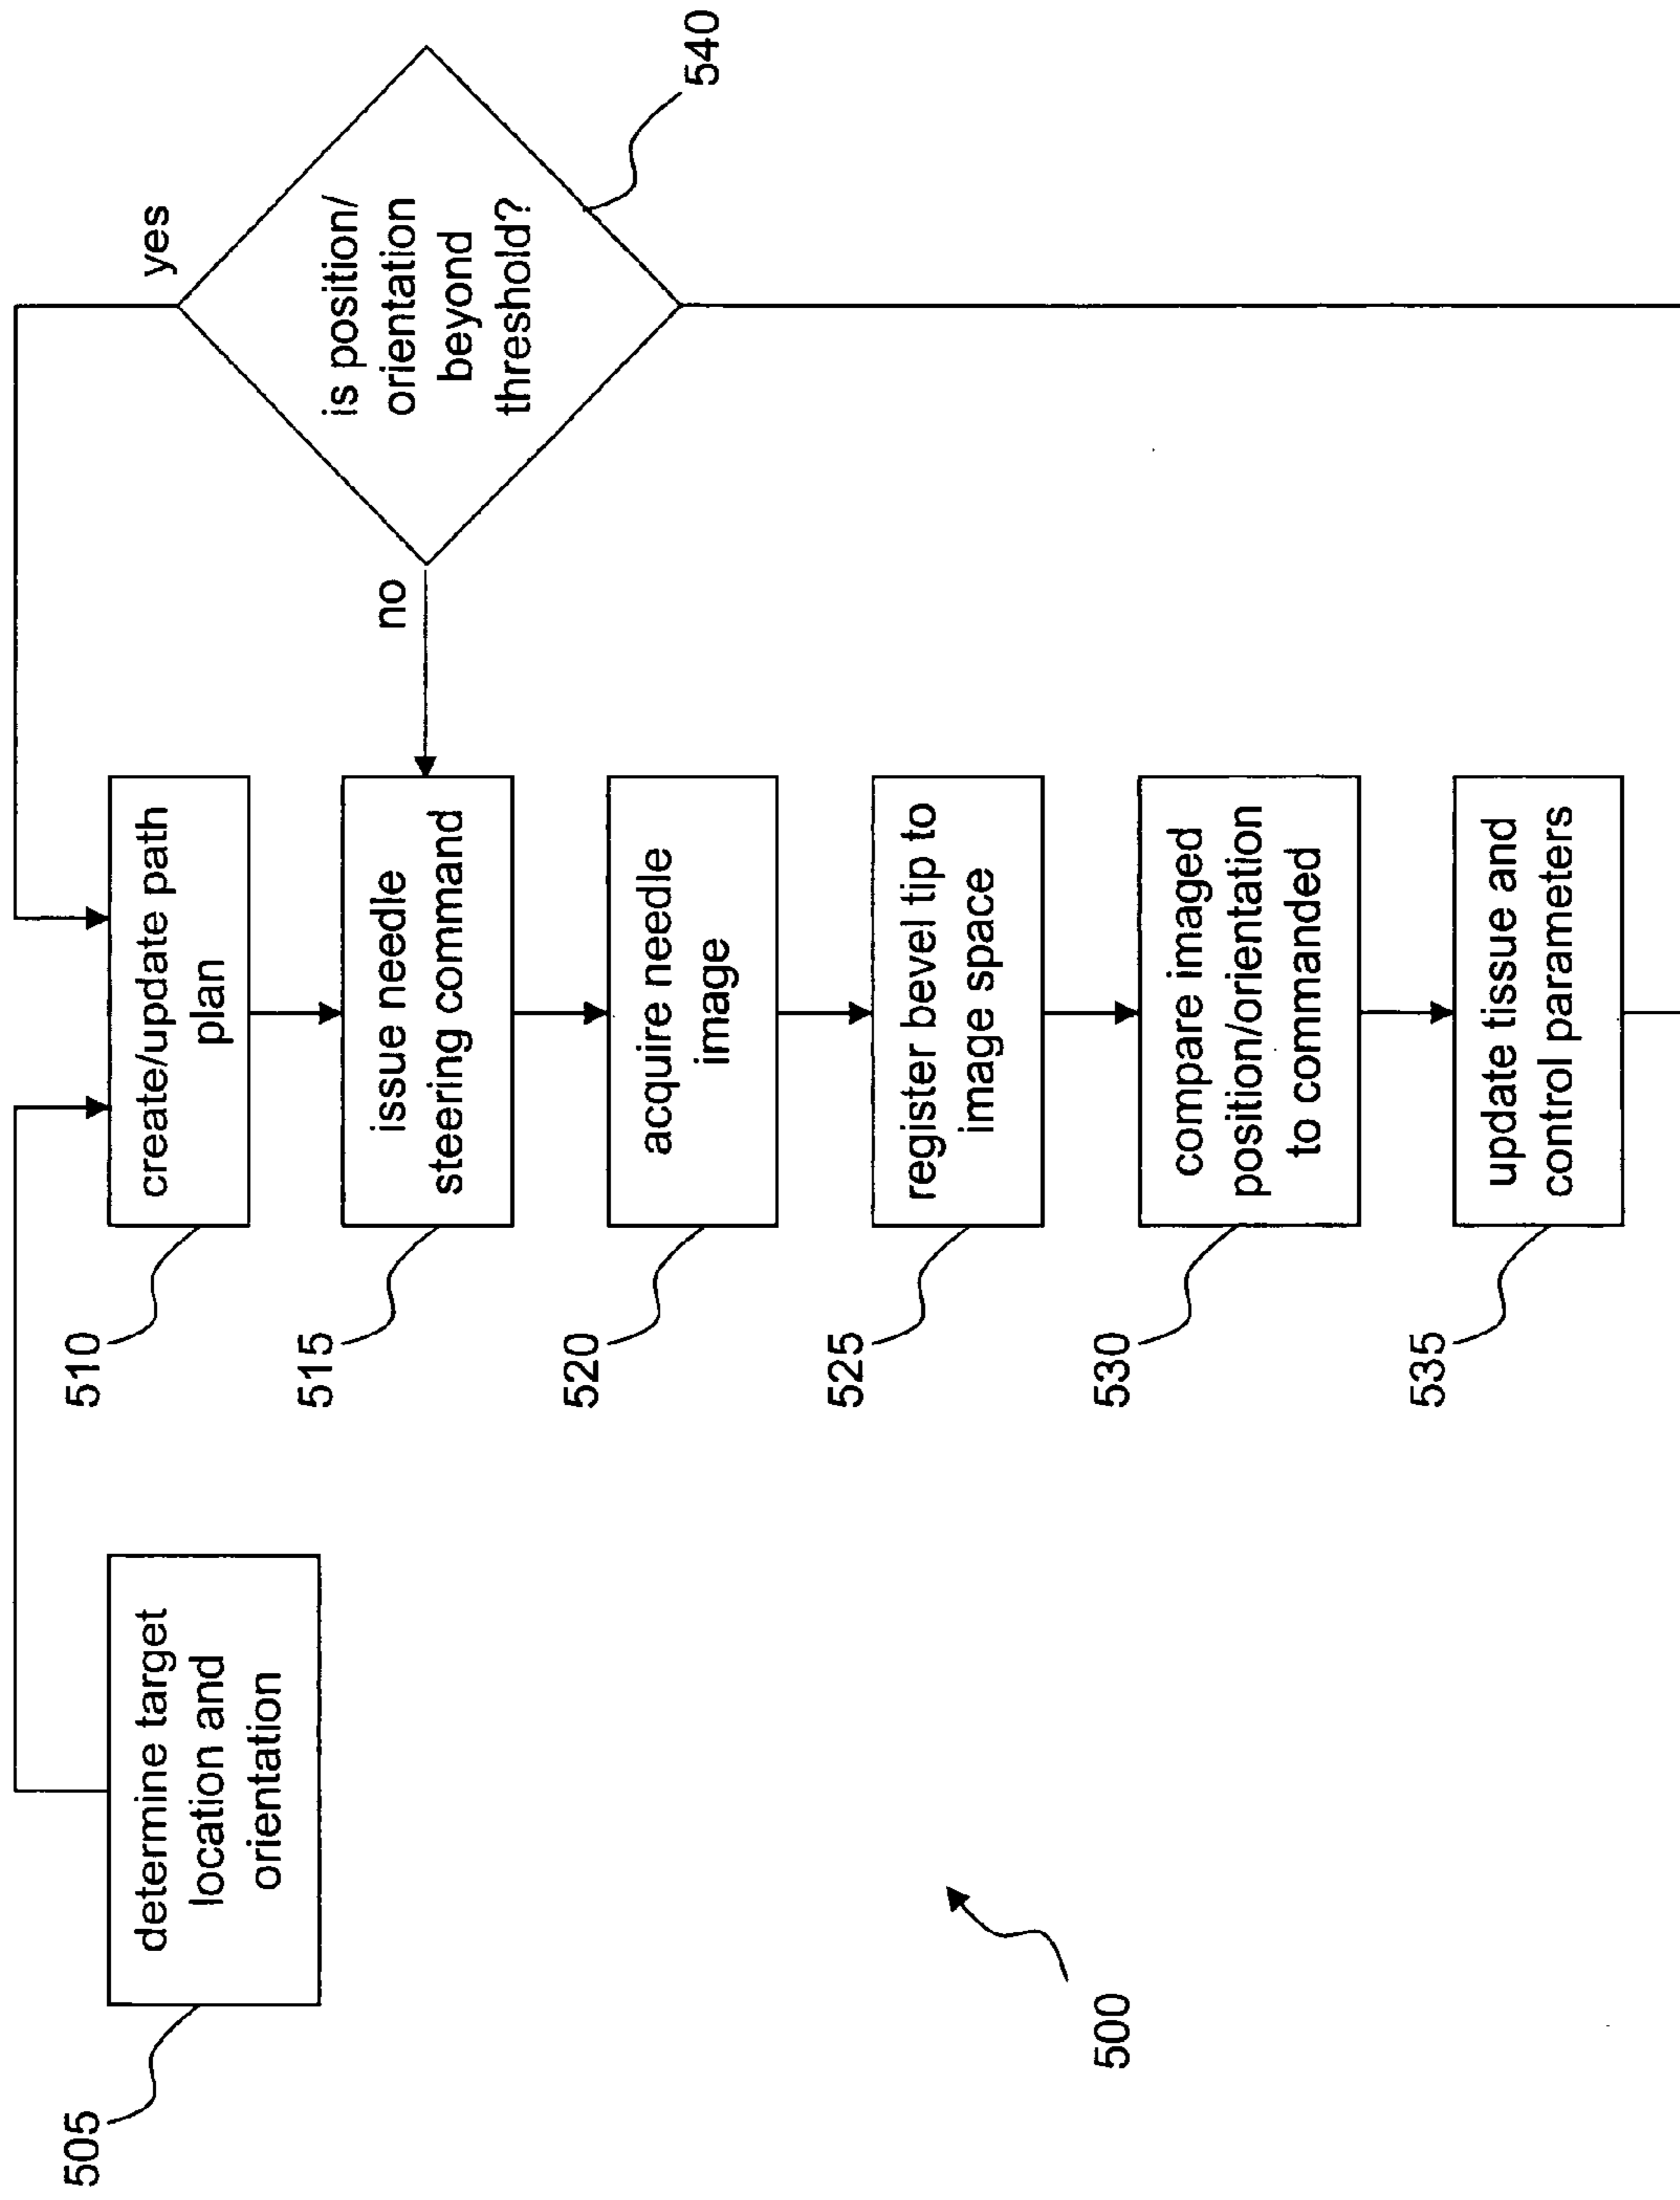 505
determine target
location and
orientation
510
create/update path
plan
515
issue needle
steering command
520
acquire needle
image
525
register bevel tip to
image space
530
compare imaged
position/orientation
to commanded
535
update tissue and
control parameters
yes
no
is position/
orientation
beyond
threshold?
540
500